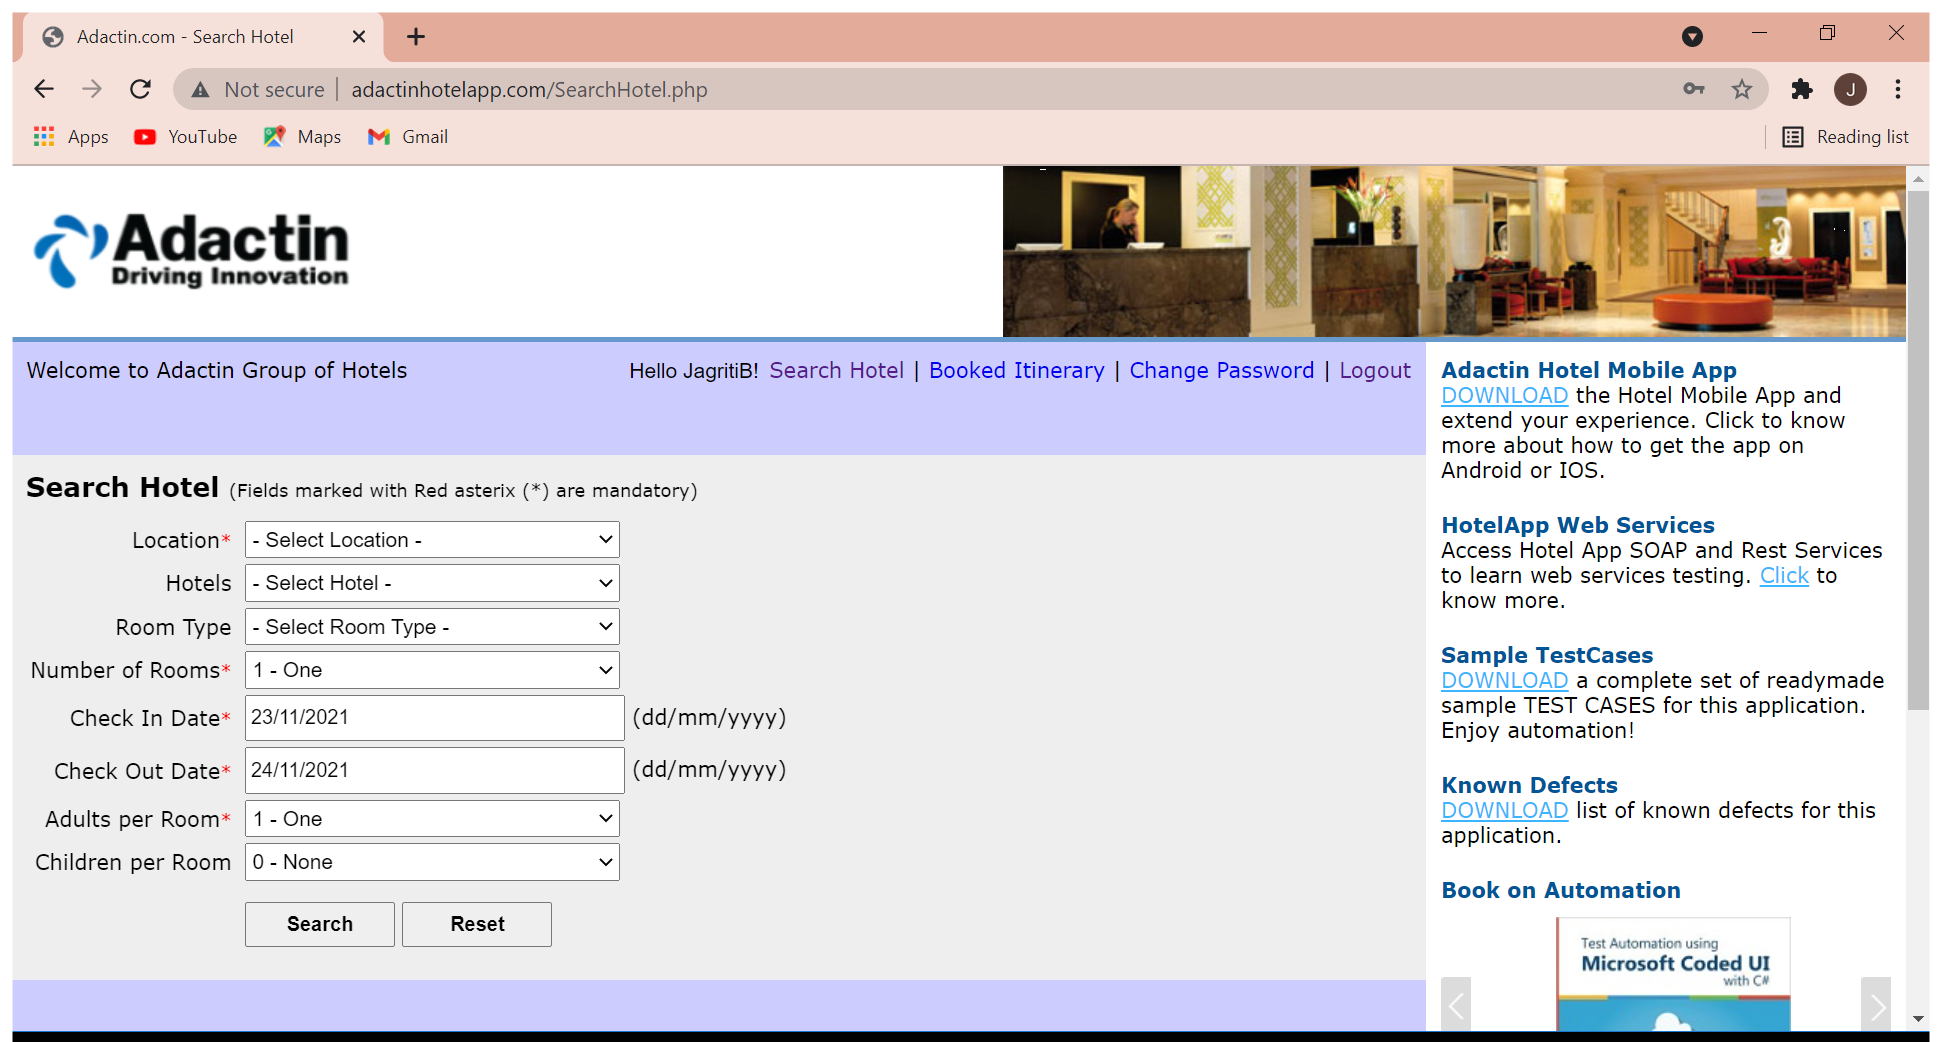 Adactin.com - Search Hotel
Not secure | adactinhotelapp.com/SearchHotel.php
J
Apps YouTube Maps Gmail Reading list
Adactin
Driving Innovation
Welcome to Adactin Group of Hotels
Hello JagritiB! Search Hotel | Booked Itinerary | Change Password | Logout
Search Hotel (Fields marked with Red asterix (*) are mandatory)
Location* - Select Location -
Hotels - Select Hotel -
Room Type - Select Room Type -
Number of Rooms* 1 - One
Check In Date* 23/11/2021 (dd/mm/yyyy)
Check Out Date* 24/11/2021 (dd/mm/yyyy)
Adults per Room* 1 - One
Children per Room 0 - None
Search Reset
Adactin Hotel Mobile App
DOWNLOAD the Hotel Mobile App and
extend your experience. Click to know
more about how to get the app on
Android or IOS.
HotelApp Web Services
Access Hotel App SOAP and Rest Services
to learn web services testing. Click to
know more.
Sample TestCases
DOWNLOAD a complete set of readymade
sample TEST CASES for this application.
Enjoy automation!
Known Defects
DOWNLOAD list of known defects for this
application.
Book on Automation
Test Automation using
Microsoft Coded UI
with C#